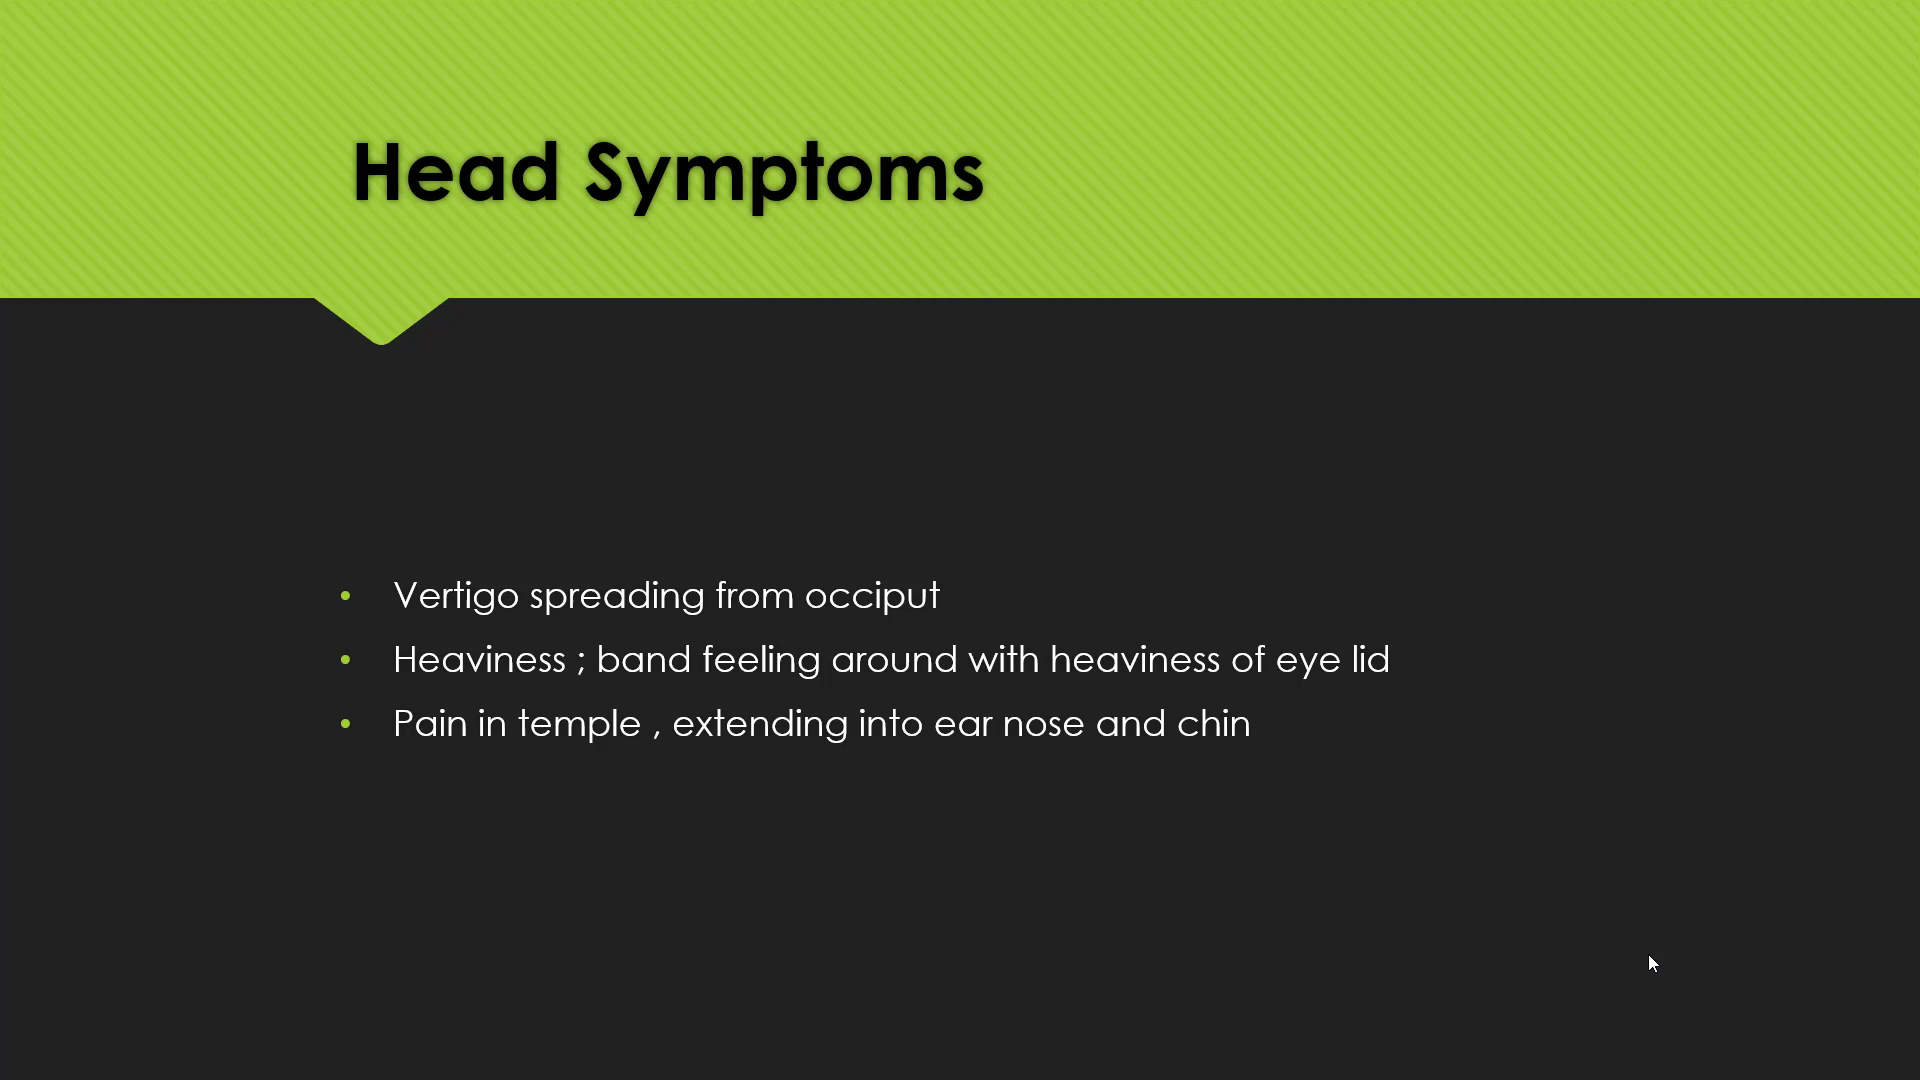 Head Symptoms
• Vertigo spreading from occiput
• Heaviness ; band feeling around with heaviness of eye lid
• Pain in temple , extending into ear nose and chin